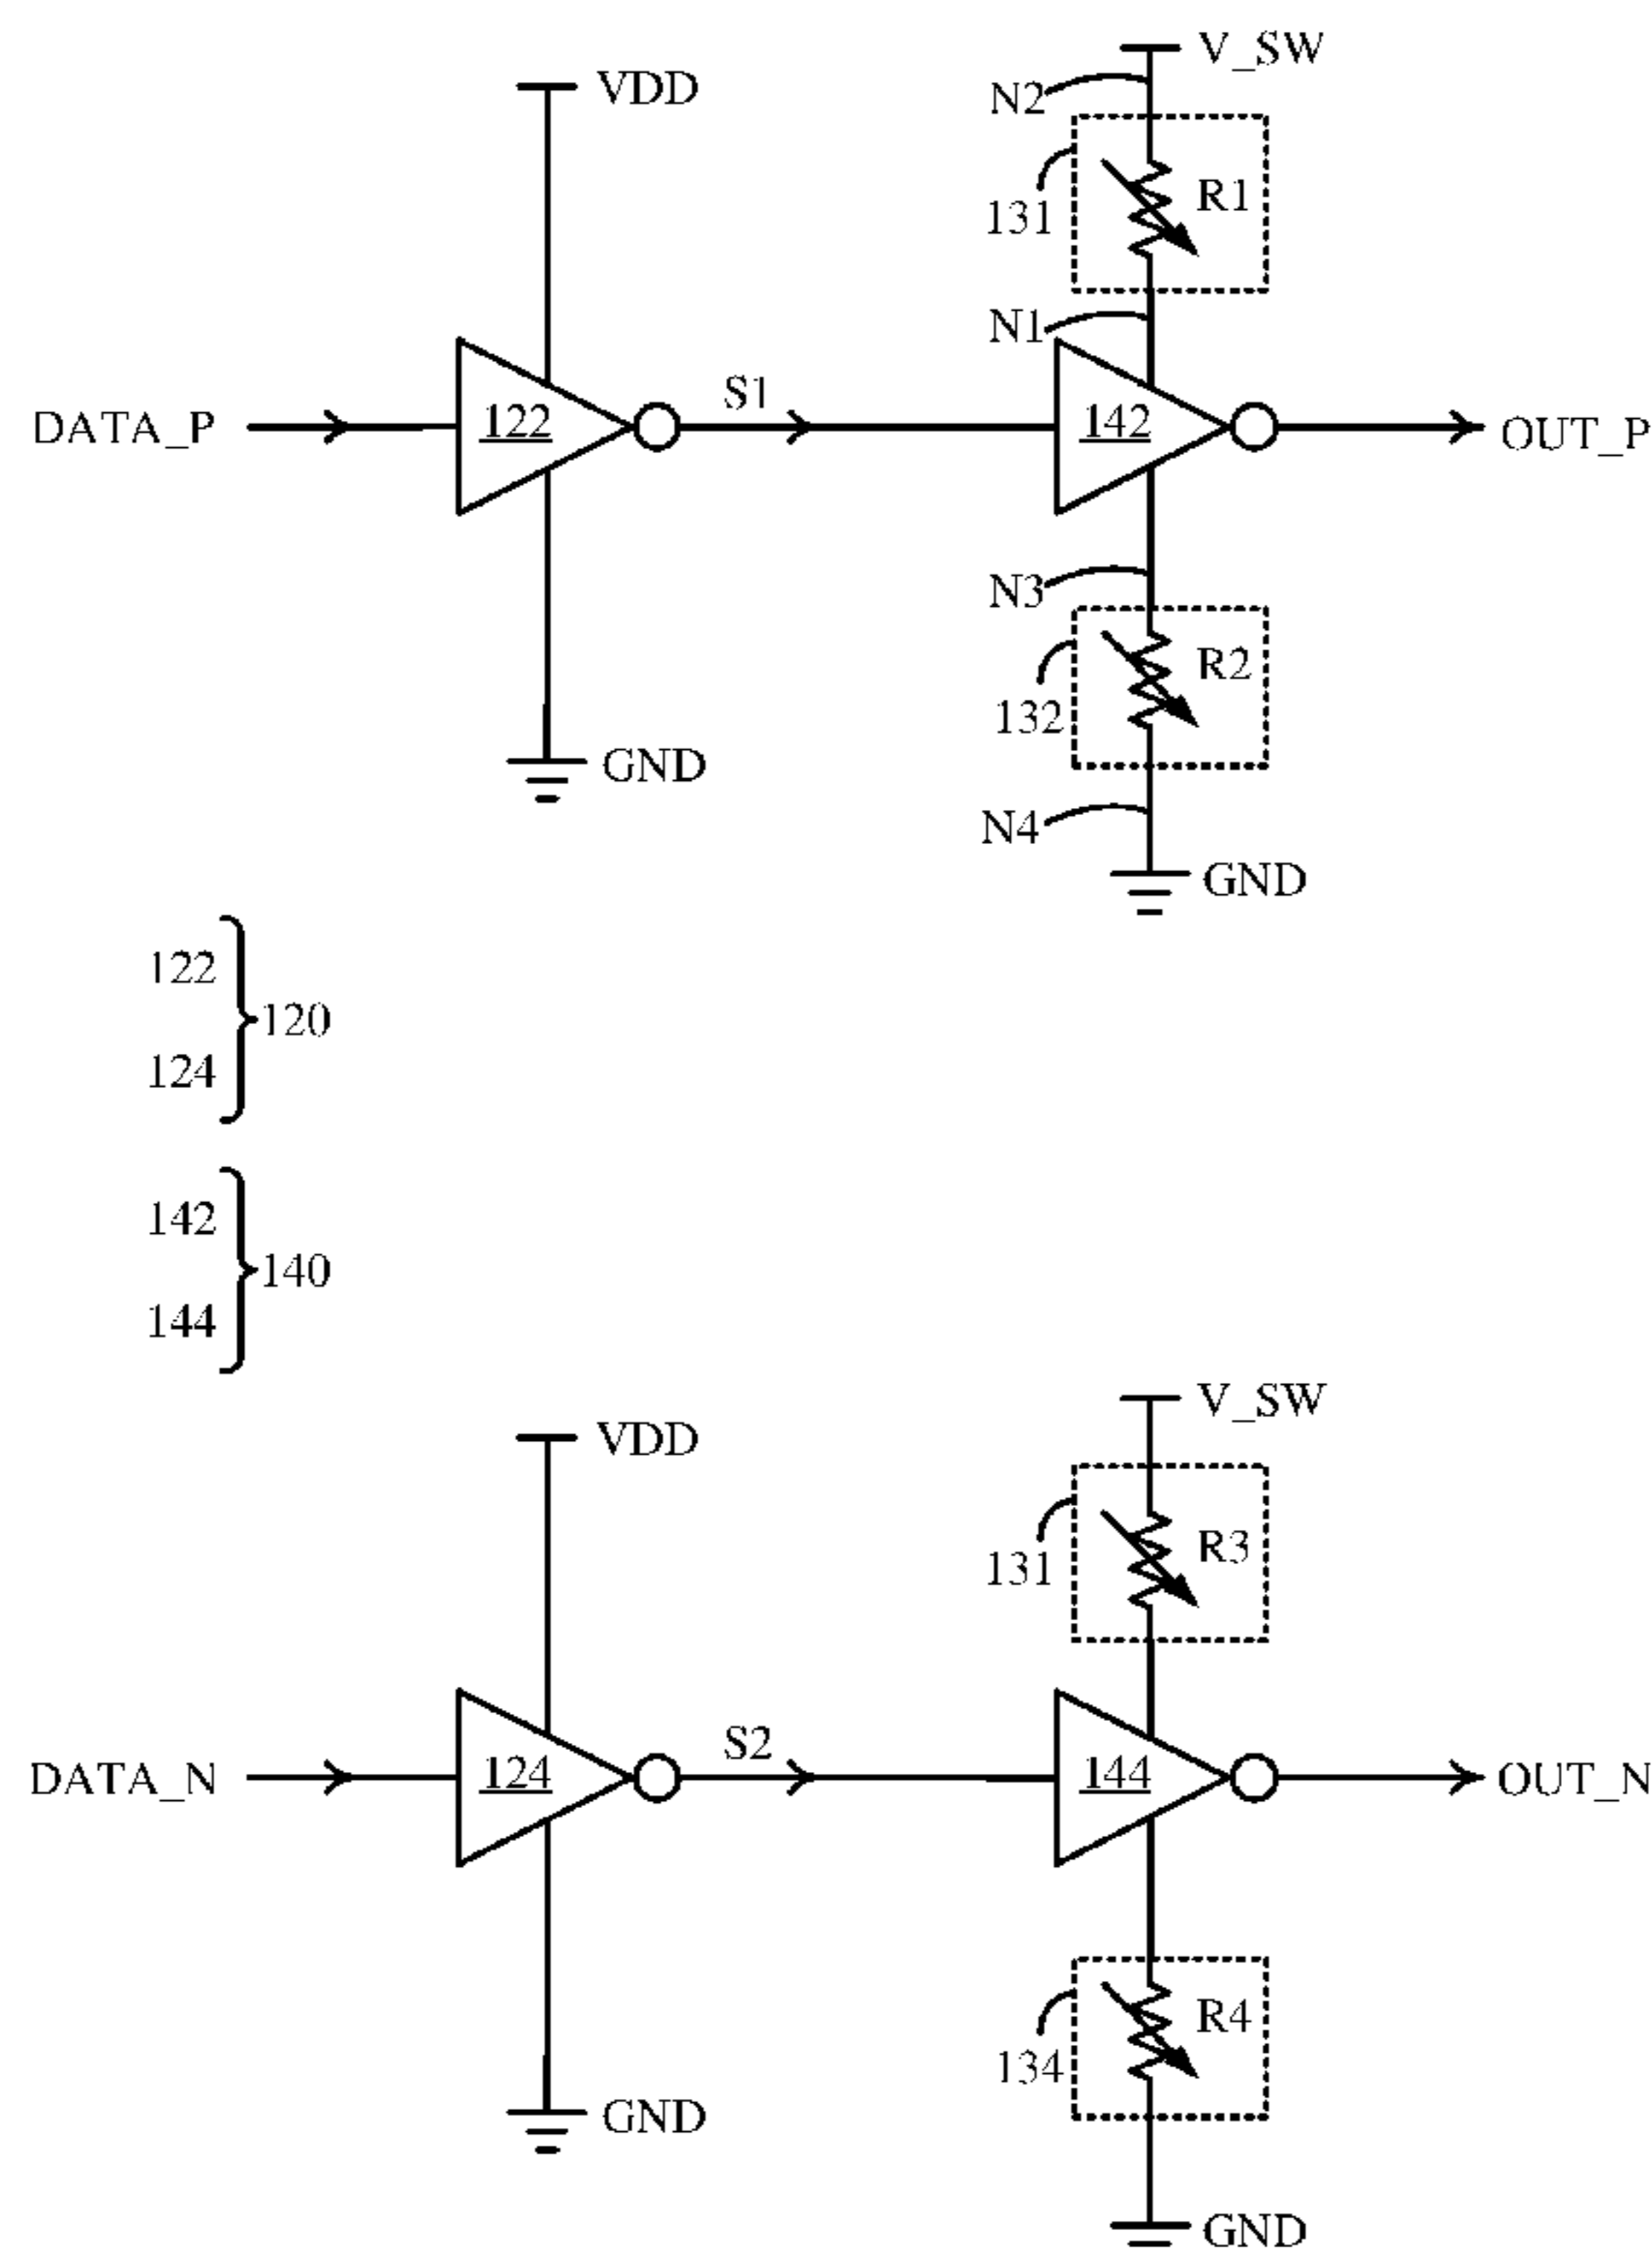 V_SW
VDD
N2
R1
131
N1
DATA_P
122
S1
142
OUT_P
N3
R2
132
GND
N4
GND
122
120
124
142
140
144
V_SW
VDD
R3
131
DATA_N
124
S2
144
OUT_N
R4
134
GND
GND